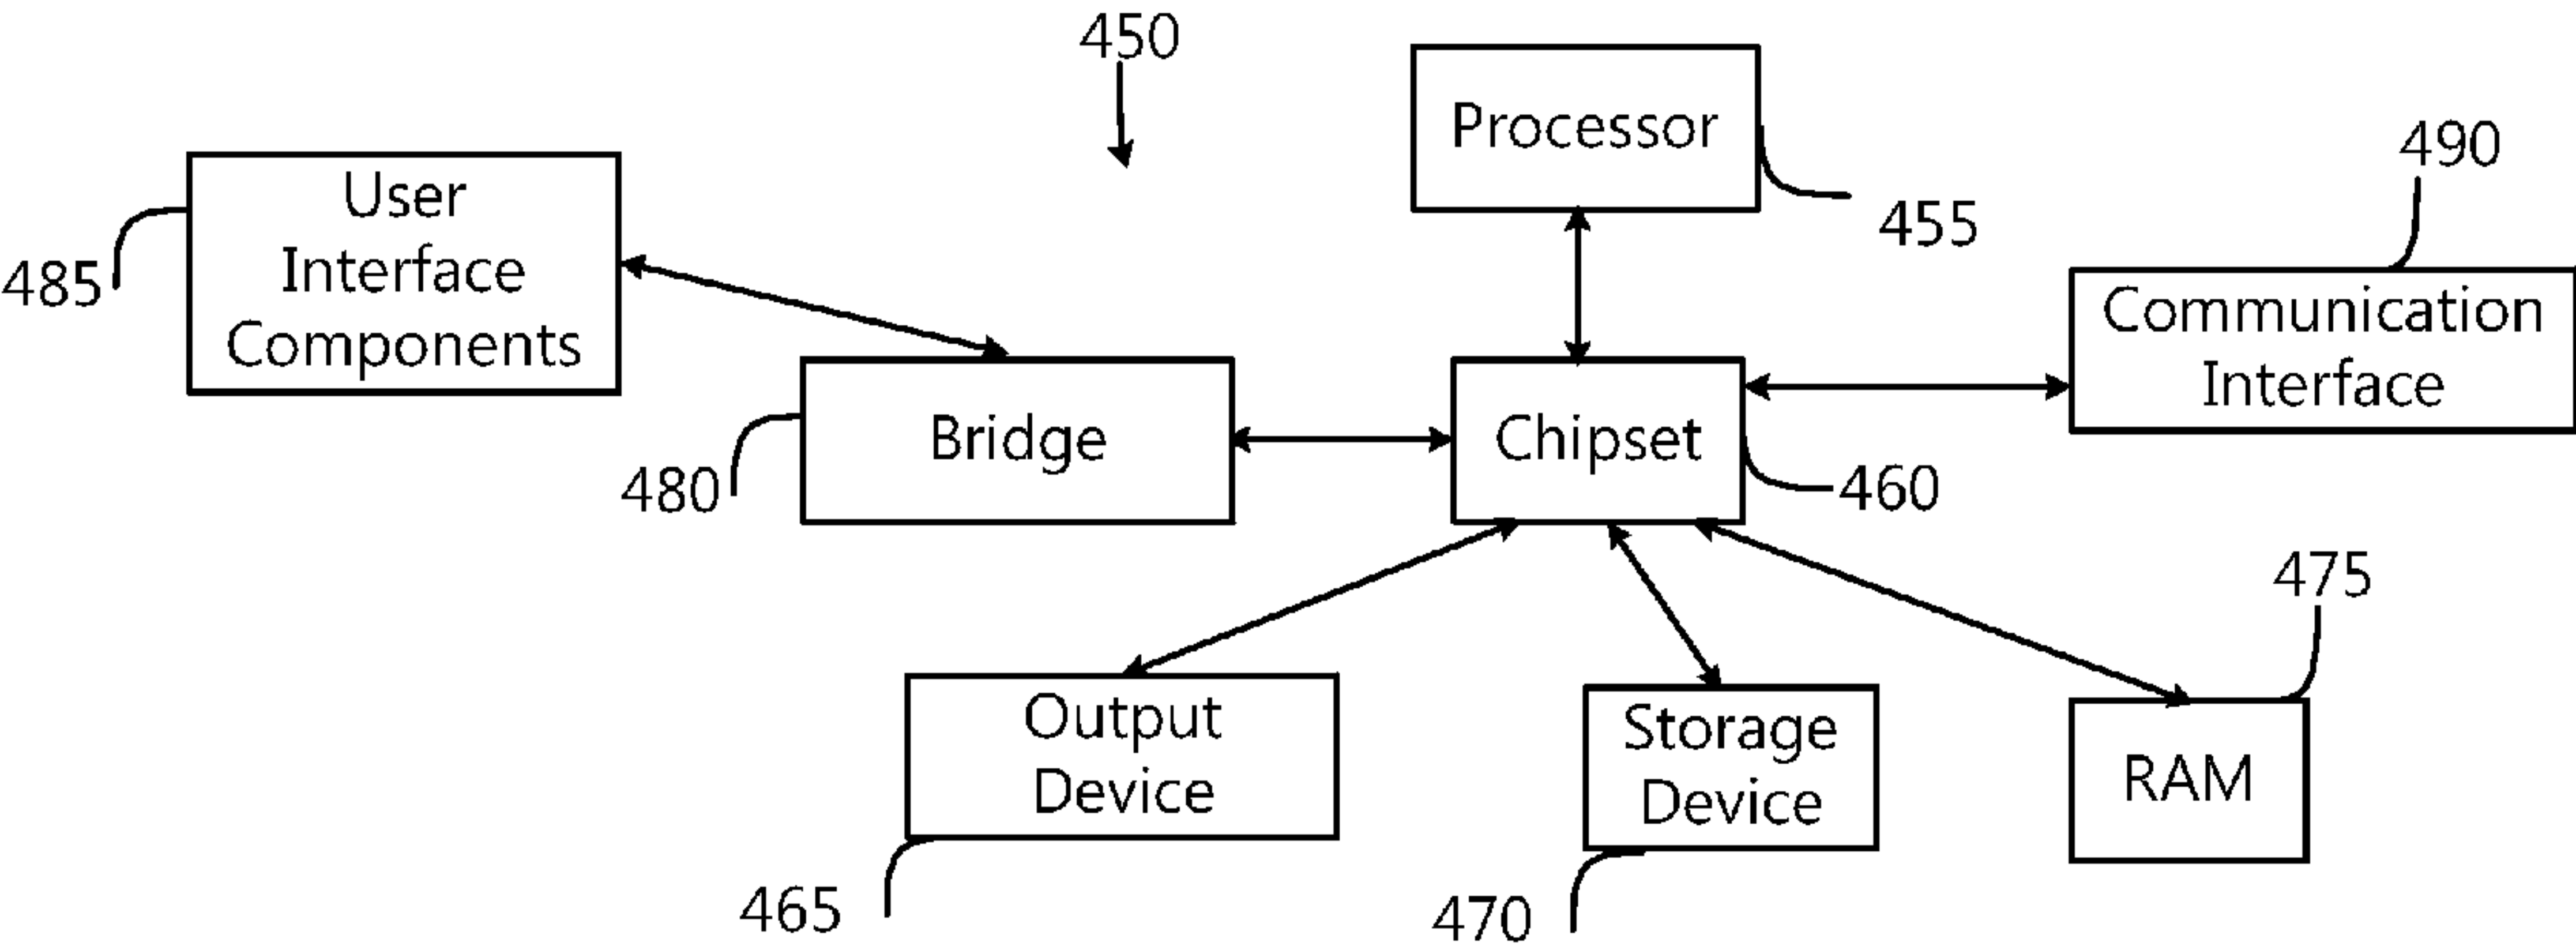 450
Processor
490
User
Interface
Components
455
485
Communication
Interface
Bridge
Chipset
480
460
475
Output
Device
Storage
Device
RAM
465
470